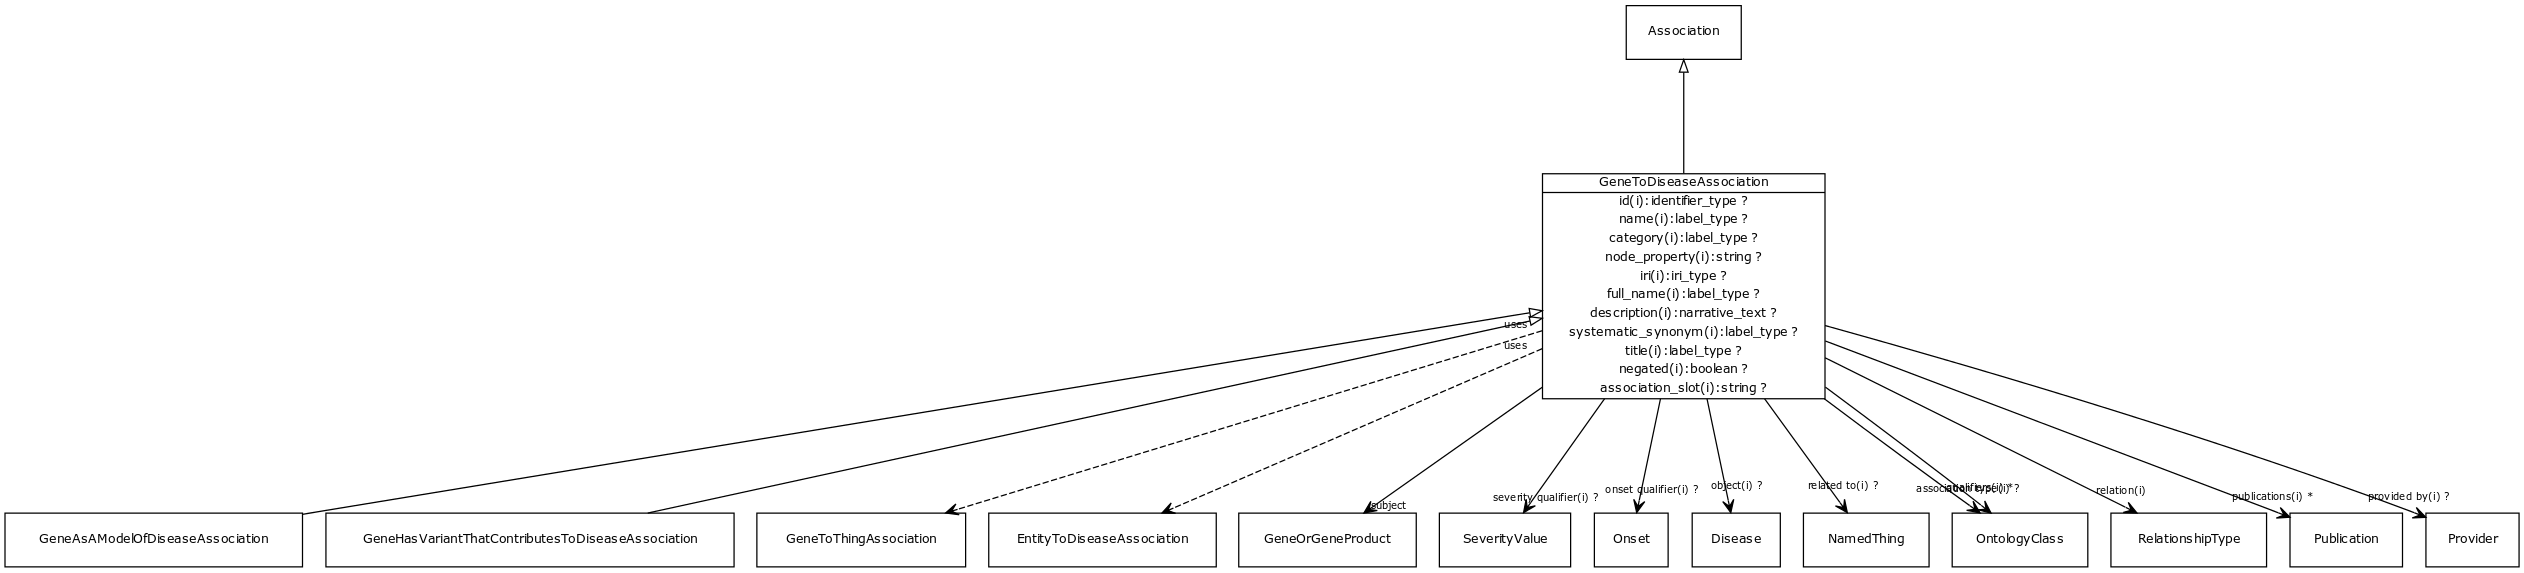 Association
GeneToDiseaseAssociation
id(i):identifier_type ?
name(i):label_type ?
category(i):label_type ?
node_property(i):string ?
iri(i):iri_type ?
full_name(i):label_type ?
description(i):narrative_text ?
systematic_synonym(i):label_type ?
title(i):label_type ?
negated(i):boolean ?
association_slot(i):string ?
uses
uses
subject
severity qualifier(i) ?
onset qualifier(i) ?
object(i) ?
related to(i) ?
association type(i) ?
qualifiers(i) *
relation(i)
publications(i) *
provided by(i) ?
GeneAsAModelOfDiseaseAssociation
GeneHasVariantThatContributesToDiseaseAssociation
GeneToThingAssociation
EntityToDiseaseAssociation
GeneOrGeneProduct
SeverityValue
Onset
Disease
NamedThing
OntologyClass
RelationshipType
Publication
Provider